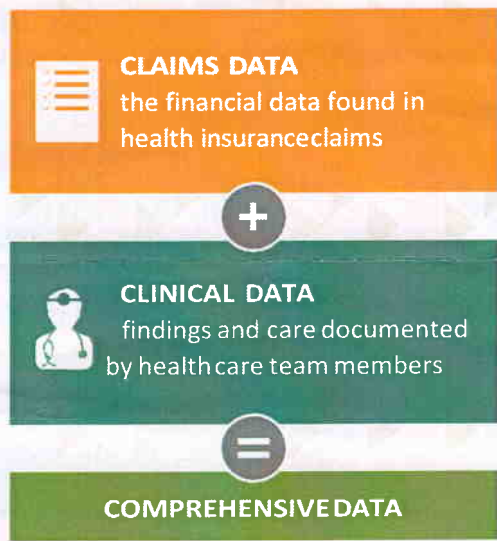 CLAIMS DATA
the financial data found in
health insuranceclaims
+
CLINICAL DATA
findings and care documented
by healthcare team members
=
COMPREHENSIVEDATA